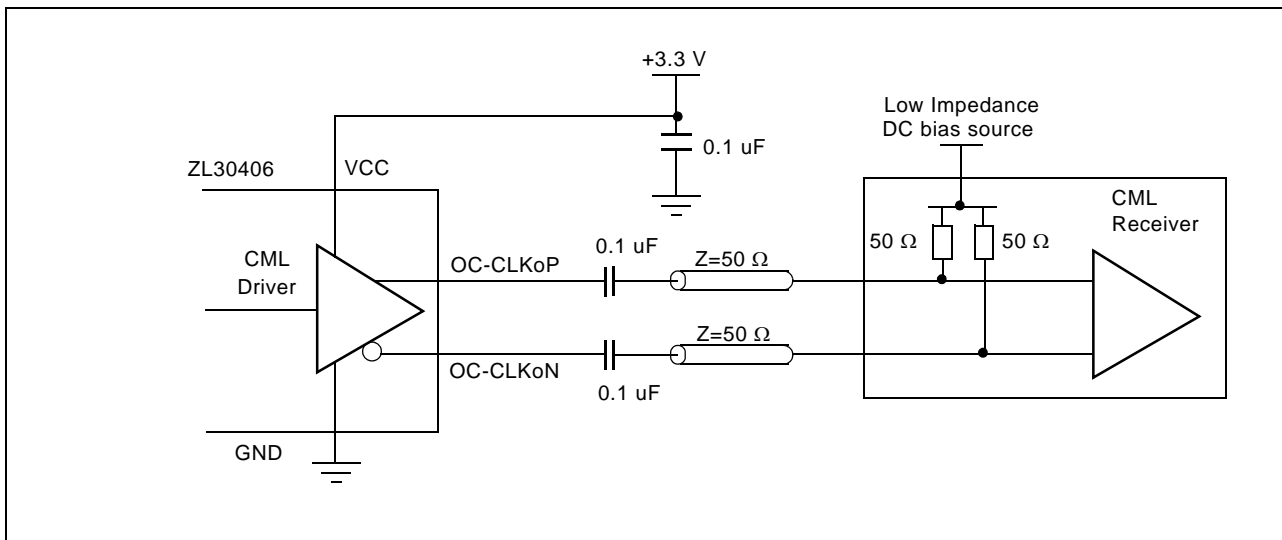 +3.3 V
Low Impedance
DC bias source
0.1 uF
ZL30406
VCC
CML
Receiver
50 Ω
50 Ω
0.1 uF
Z=50 Ω
OC-CLKoP
CML
Driver
Z=50 Ω
OC-CLKoN
0.1 uF
GND